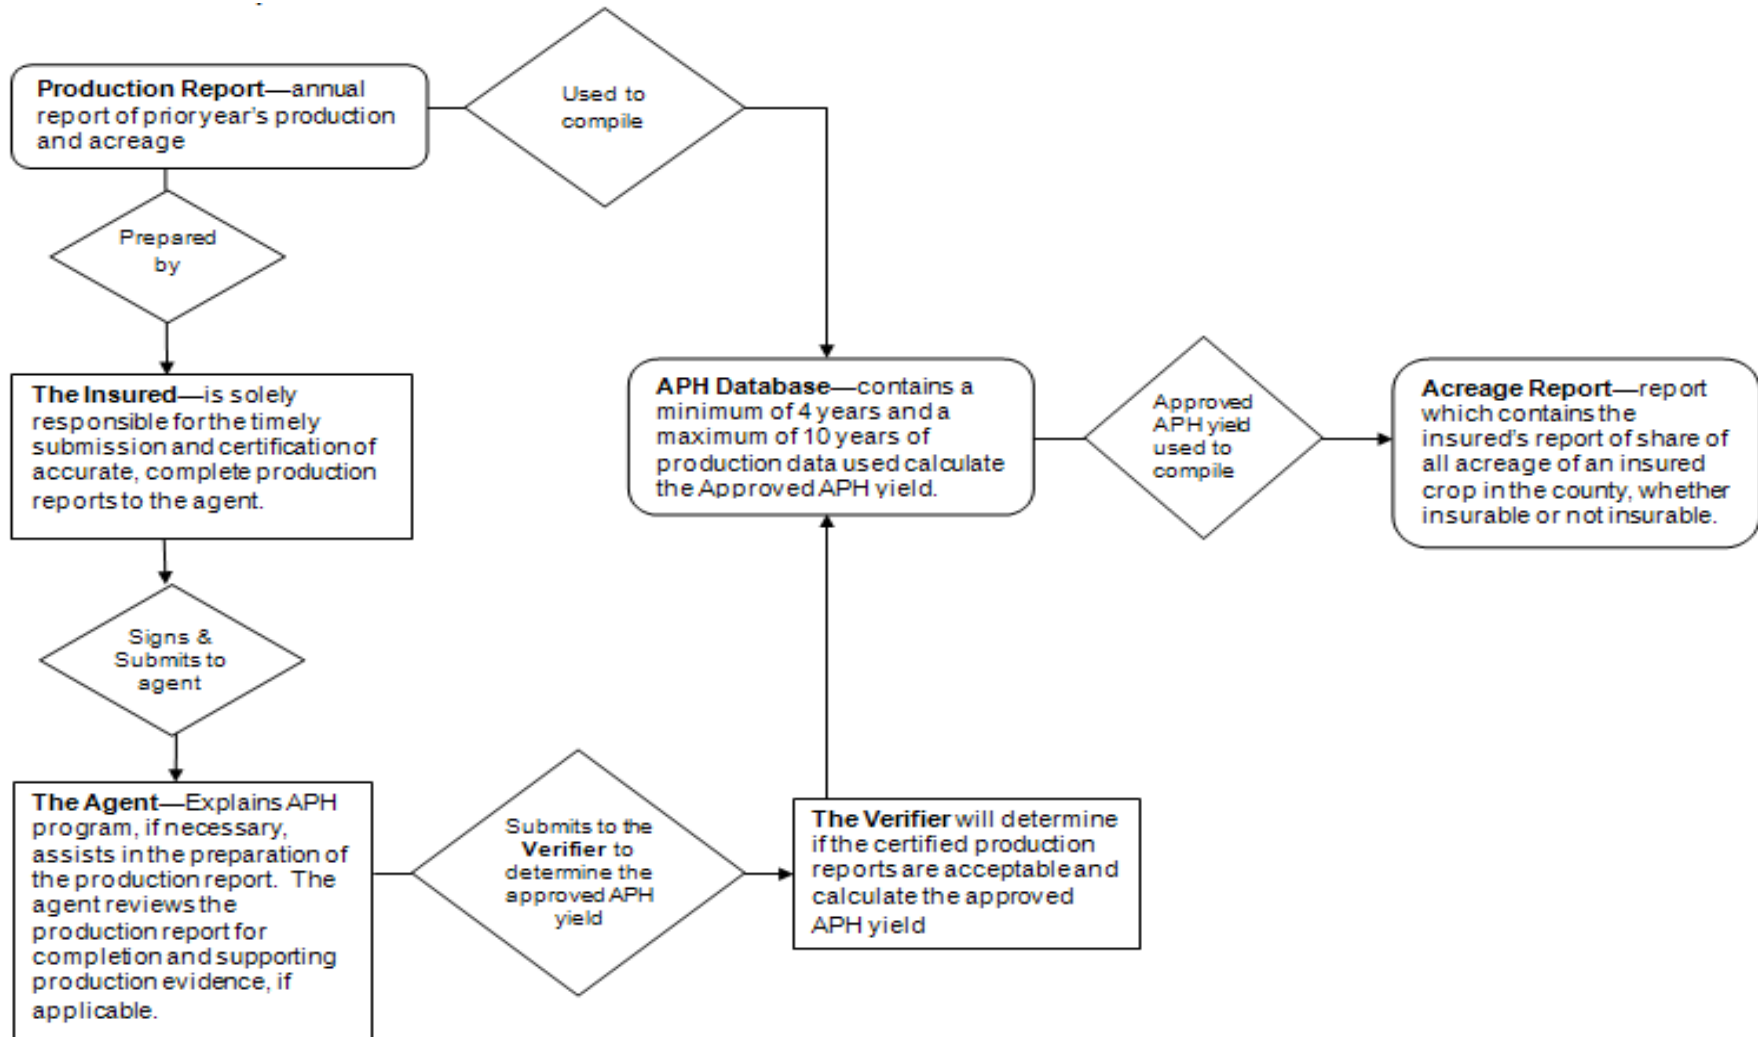 Production Report—annual
report of prior year's production
and acreage
Used to
compile
Prepared
by
The Insured—is solely
responsible for the timely
submission and certification of
accurate, complete production
reports to the agent.
APH Database—contains a
minimum of 4 years and a
maximum of 10 years of
production data used calculate
the Approved APH yield.
Approved
APH yield
used to
compile
Acreage Report—report
which contains the
insured's report of share of
all acreage of an insured
crop in the county, whether
insurable or not insurable.
Signs &
Submits to
agent
The Agent—Explains APH
program, if necessary,
assists in the preparation of
the production report.  The
agent reviews the
production report for
completion and supporting
production evidence, if
applicable.
Submits to the
Verifier to
determine the
approved APH
yield
The Verifier will determine
if the certified production
reports are acceptable and
calculate the approved
APH yield